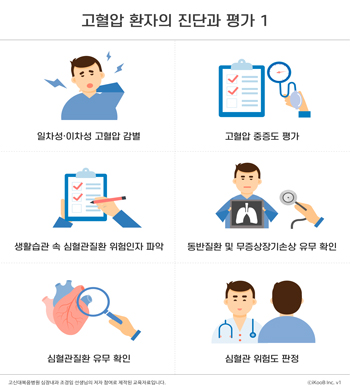 고혈압 환자의 진단과 평가 1
일차성·이차성 고혈압 감별
고혈압 중증도 평가
생활습관 속 심혈관질환 위험인자 파악
동반질환 및 무증상장기손상 유무 확인
심혈관질환 유무 확인
심혈관 위험도 판정
고신대복음병원 심장내과 조경임 선생님의 저자 참여로 제작된 교육자료입니다.
ⓒiKooB Inc. v1